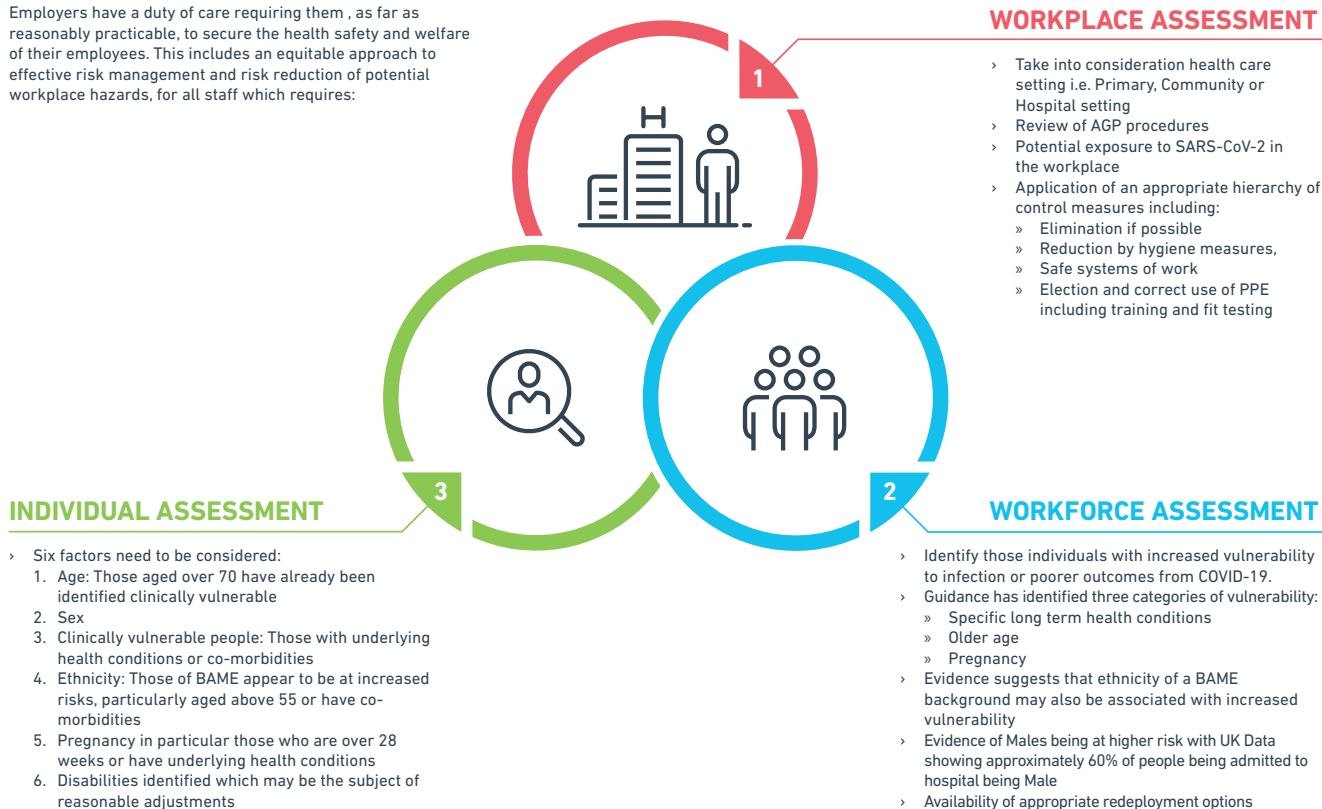 Employers have a duty of care requiring them , as far as
reasonably practicable, to secure the health safety and welfare
of their employees. This includes an equitable approach to
effective risk management and risk reduction of potential
workplace hazards, for all staff which requires:
WORKPLACE ASSESSMENT
1
› Take into consideration health care
setting i.e. Primary, Community or
Hospital setting
› Review of AGP procedures
› Potential exposure to SARS-CoV-2 in
the workplace
› Application of an appropriate hierarchy of
control measures including:
» Elimination if possible
» Reduction by hygiene measures,
» Safe systems of work
» Election and correct use of PPE
including training and fit testing
H
3
INDIVIDUAL ASSESSMENT
› Six factors need to be considered:
1. Age: Those aged over 70 have already been
identified clinically vulnerable
2. Sex
3. Clinically vulnerable people: Those with underlying
health conditions or co-morbidities
4. Ethnicity: Those of BAME appear to be at increased
risks, particularly aged above 55 or have co-
morbidities
5. Pregnancy in particular those who are over 28
weeks or have underlying health conditions
6. Disabilities identified which may be the subject of
reasonable adjustments
2
WORKFORCE ASSESSMENT
› Identify those individuals with increased vulnerability
to infection or poorer outcomes from COVID-19.
› Guidance has identified three categories of vulnerability:
» Specific long term health conditions
» Older age
» Pregnancy
› Evidence suggests that ethnicity of a BAME
background may also be associated with increased
vulnerability
› Evidence of Males being at higher risk with UK Data
showing approximately 60% of people being admitted to
hospital being Male
› Availability of appropriate redeployment options